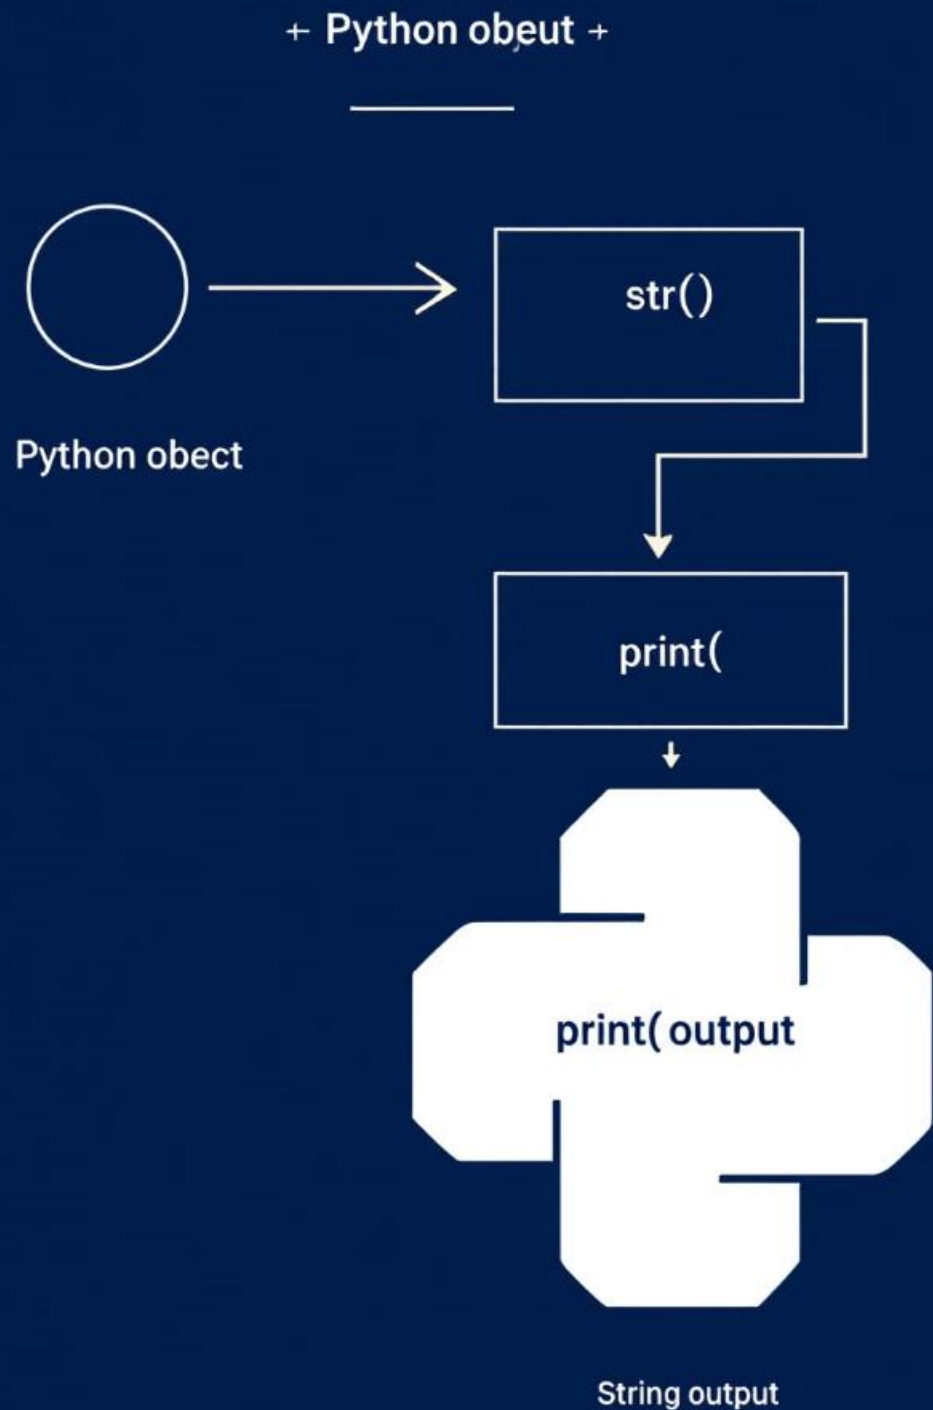 + Python obeut +
str()
Python obect
print(
print( output
String output